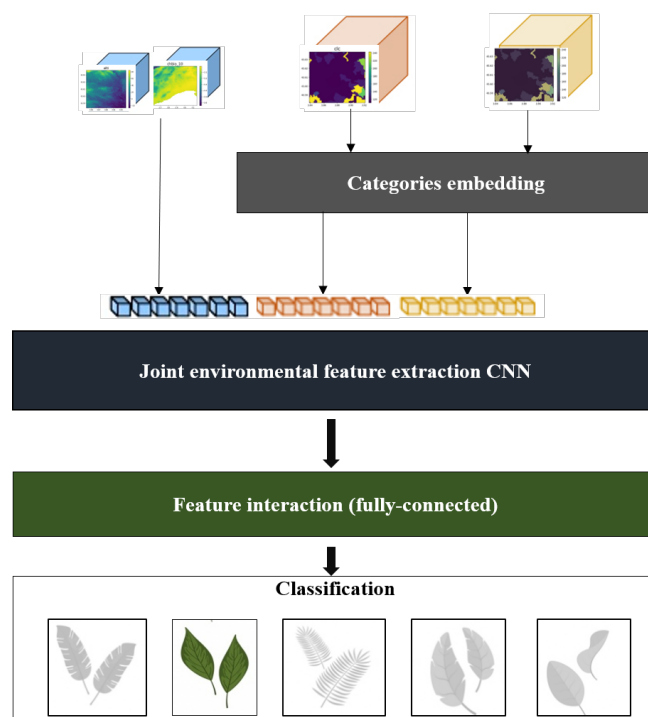 Categories embedding
Joint environmental feature extraction CNN
Feature interaction (fully-connected)
Classification